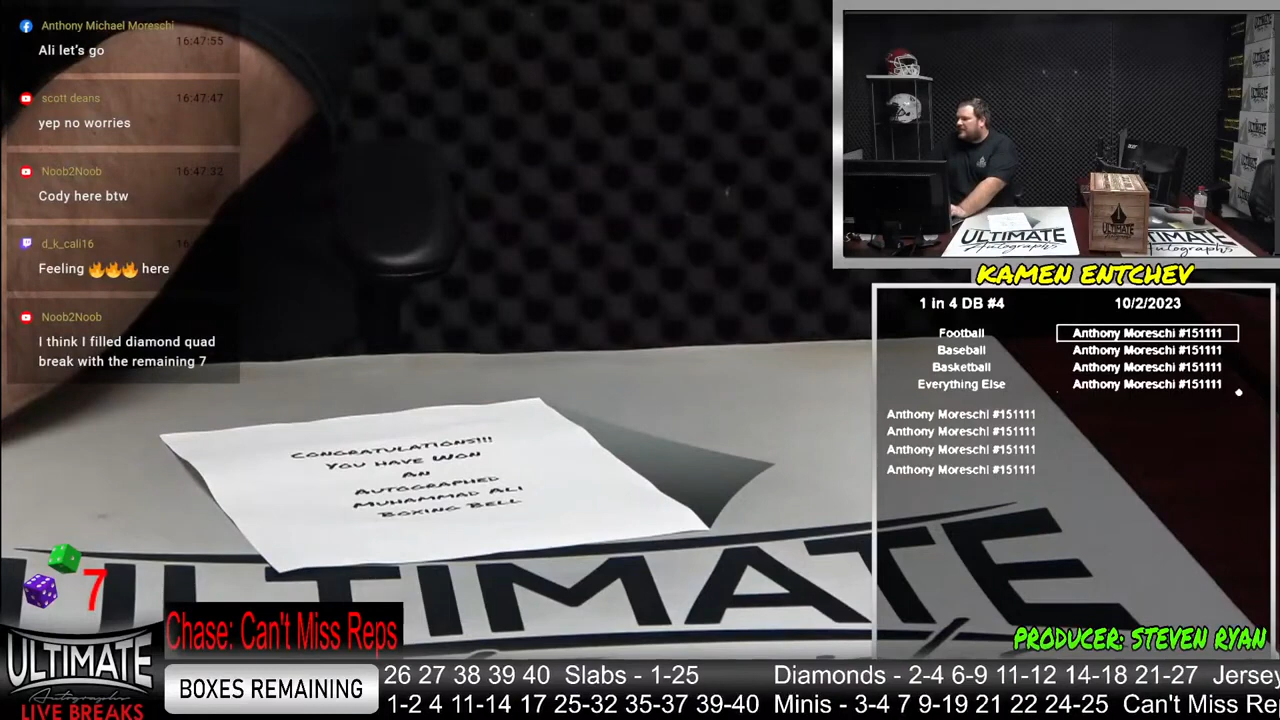 Anthony Michael Moreschi
16:47:55
Ali let's go
scott deans
16:47:47
yep no worries
Noob2Noob
16:47:32
Cody here btw
d_k_cali16
Feeling 🔥🔥🔥 here
Noob2Noob
I think I filled diamond quad
break with the remaining 7
CONGRATULATIONS!!!
YOU HAVE WON
AN
AUTOGRAPHED
MUHAMMAD ALI
BOXING BELL
ULTIMATE
ULTIMATE
Autographs
ULTIMATE
Autographs
KAMEN ENTCHEV
1 in 4 DB #4 10/2/2023
Football Anthony Moreschi #151111
Baseball Anthony Moreschi #151111
Basketball Anthony Moreschi #151111
Everything Else Anthony Moreschi #151111
Anthony Moreschi #151111
Anthony Moreschi #151111
Anthony Moreschi #151111
Anthony Moreschi #151111
PRODUCER: STEVEN RYAN
7
Chase: Can't Miss Reps
ULTIMATE
Autographs
LIVE BREAKS
BOXES REMAINING
26 27 38 39 40 Slabs - 1-25 Diamonds - 2-4 6-9 11-12 14-18 21-27 Jersey
1-2 4 11-14 17 25-32 35-37 39-40 Minis - 3-4 7 9-19 21 22 24-25 Can't Miss Re